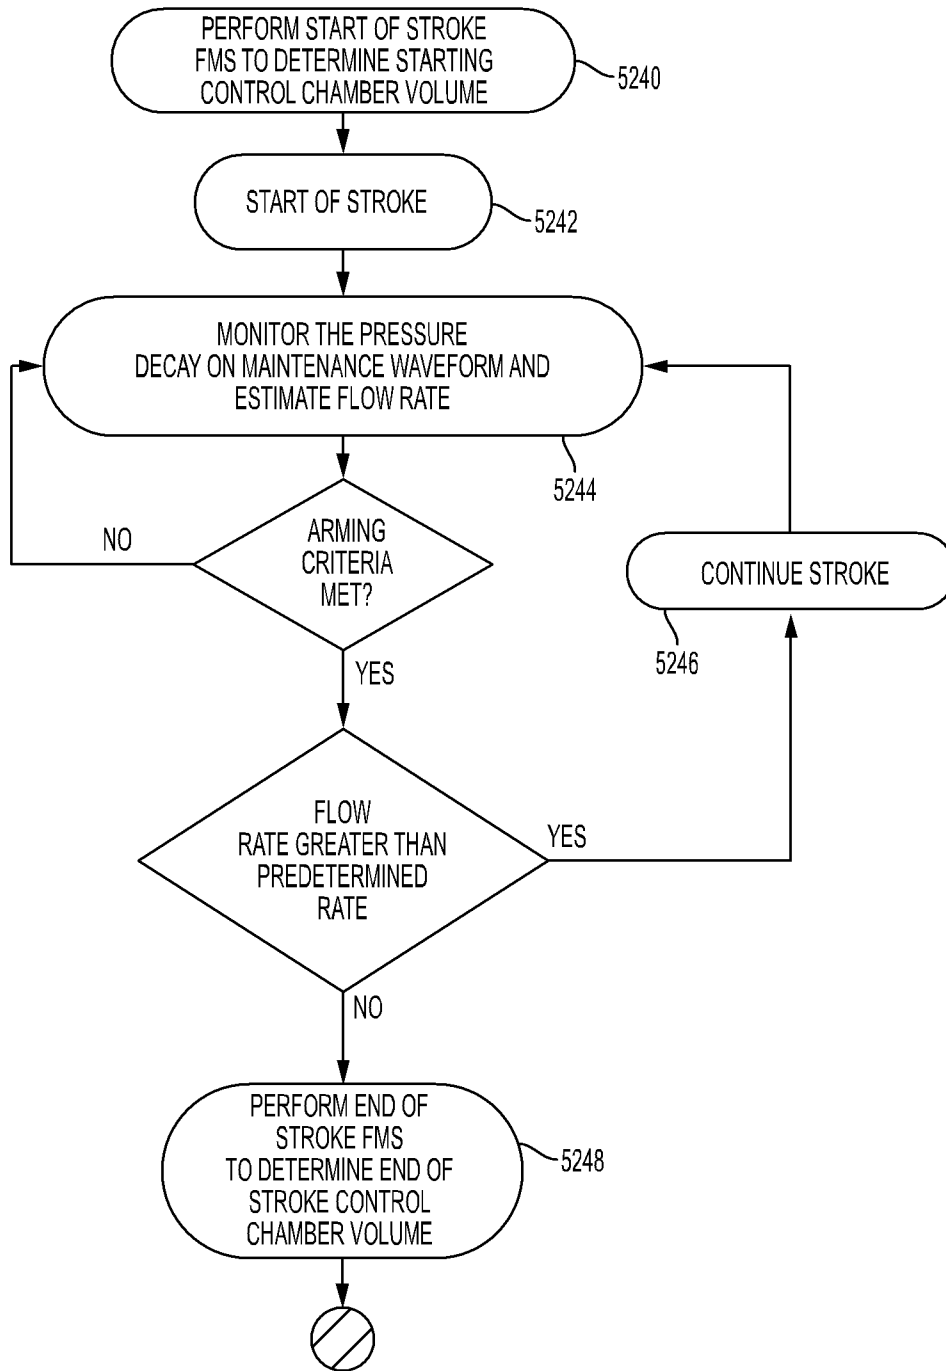 PERFORM START OF STROKE
FMS TO DETERMINE STARTING
CONTROL CHAMBER VOLUME
5240
START OF STROKE
5242
MONITOR THE PRESSURE
DECAY ON MAINTENANCE WAVEFORM AND
ESTIMATE FLOW RATE
5244
ARMING
CRITERIA
MET?
NO
YES
CONTINUE STROKE
5246
FLOW
RATE GREATER THAN
PREDETERMINED
RATE
YES
NO
PERFORM END OF
STROKE FMS
TO DETERMINE END OF
STROKE CONTROL
CHAMBER VOLUME
5248